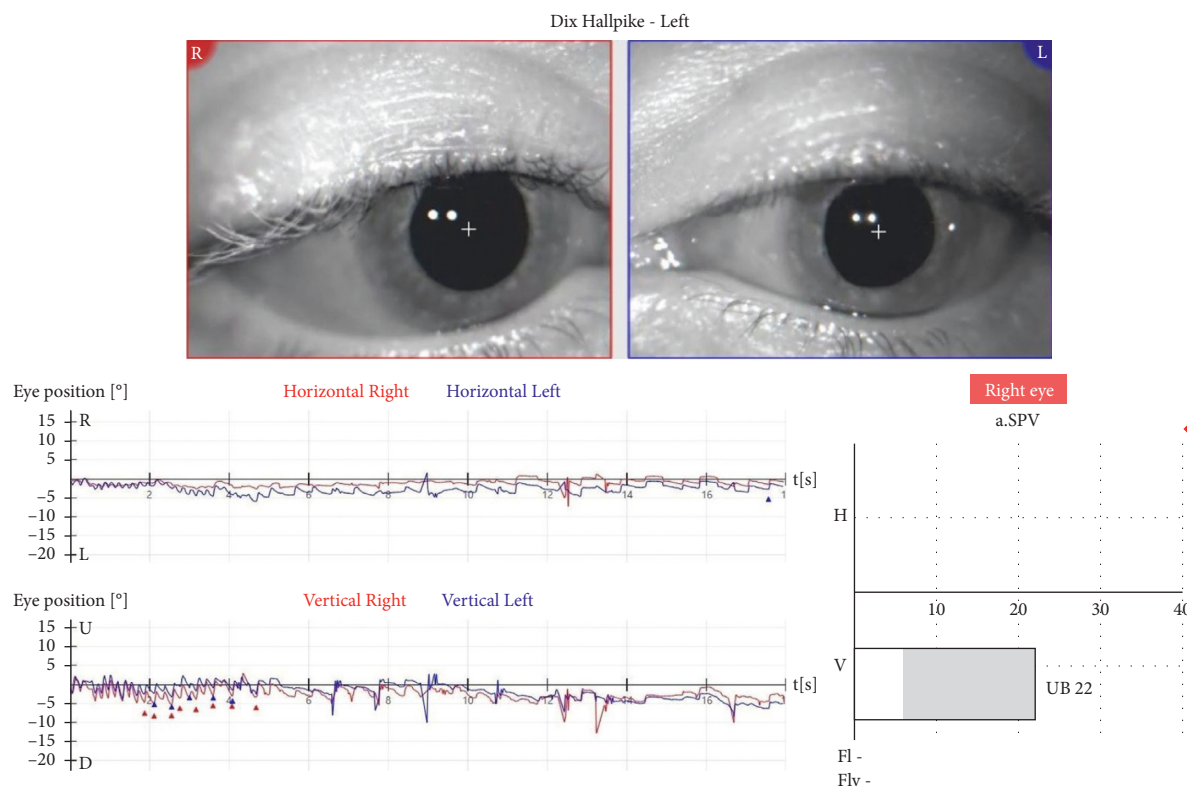 Dix Hallpike - Left
R
L
Eye position [°]
Horizontal Right
Horizontal Left
15
R
10
5
t[s]
2
4
6
8
10
12
14
16
18
−5
−10
−15
−20
L
Eye position [°]
Vertical Right
Vertical Left
15
U
10
5
t[s]
2
4
6
8
10
12
14
16
−5
−10
−15
−20
D
Right eye
a.SPV
H
10
20
30
40
V
UB 22
Fl -
Flv -